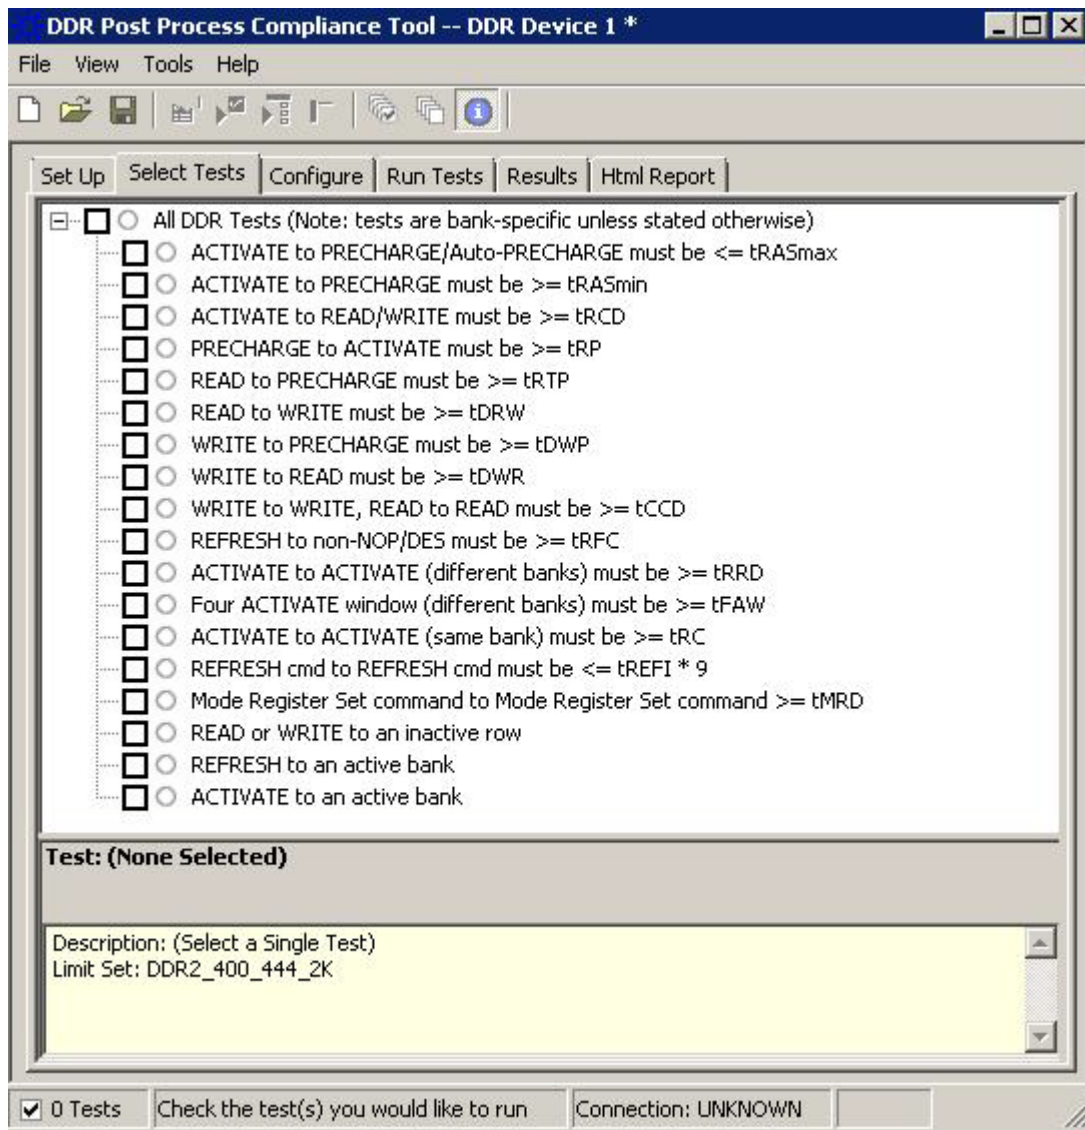 DDR Post Process Compliance Tool -- DDR Device 1 *
File View Tools Help
Set Up Select Tests Configure Run Tests Results Html Report
All DDR Tests (Note: tests are bank-specific unless stated otherwise)
ACTIVATE to PRECHARGE/Auto-PRECHARGE must be <= tRASmax
ACTIVATE to PRECHARGE must be >= tRASmin
ACTIVATE to READ/WRITE must be >= tRCD
PRECHARGE to ACTIVATE must be >= tRP
READ to PRECHARGE must be >= tRTP
READ to WRITE must be >= tDRW
WRITE to PRECHARGE must be >= tDWP
WRITE to READ must be >= tDWR
WRITE to WRITE, READ to READ must be >= tCCD
REFRESH to non-NOP/DES must be >= tRFC
ACTIVATE to ACTIVATE (different banks) must be >= tRRD
Four ACTIVATE window (different banks) must be >= tFAW
ACTIVATE to ACTIVATE (same bank) must be >= tRC
REFRESH cmd to REFRESH cmd must be <= tREFI * 9
Mode Register Set command to Mode Register Set command >= tMRD
READ or WRITE to an inactive row
REFRESH to an active bank
ACTIVATE to an active bank
Test: (None Selected)
Description: (Select a Single Test)
Limit Set: DDR2_400_444_2K
0 Tests Check the test(s) you would like to run Connection: UNKNOWN